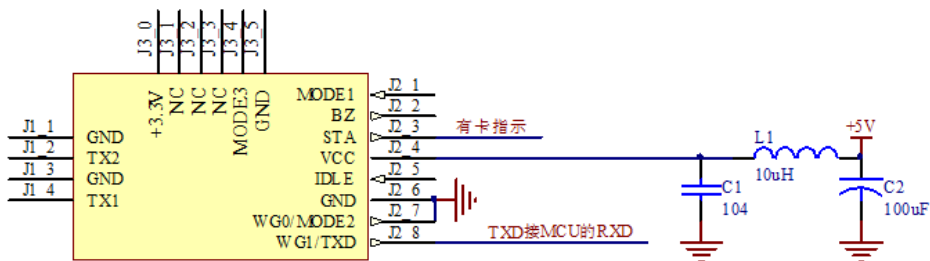 J3_0
J3_1
J3_2
J3_3
J3_4
J3_5
+3.3V
NC
NC
NC
MODE3
GND
J1_1
GND
J1_2
TX2
J1_3
GND
J1_4
TX1
MODE1
J2_1
BZ
J2_2
STA
J2_3
有卡指示
VCC
J2_4
IDLE
J2_5
GND
J2_6
WG0/MODE2
J2_7
WG1/TXD
J2_8
TXD接MCU的RXD
L1
10uH
+5V
C1
104
C2
100uF